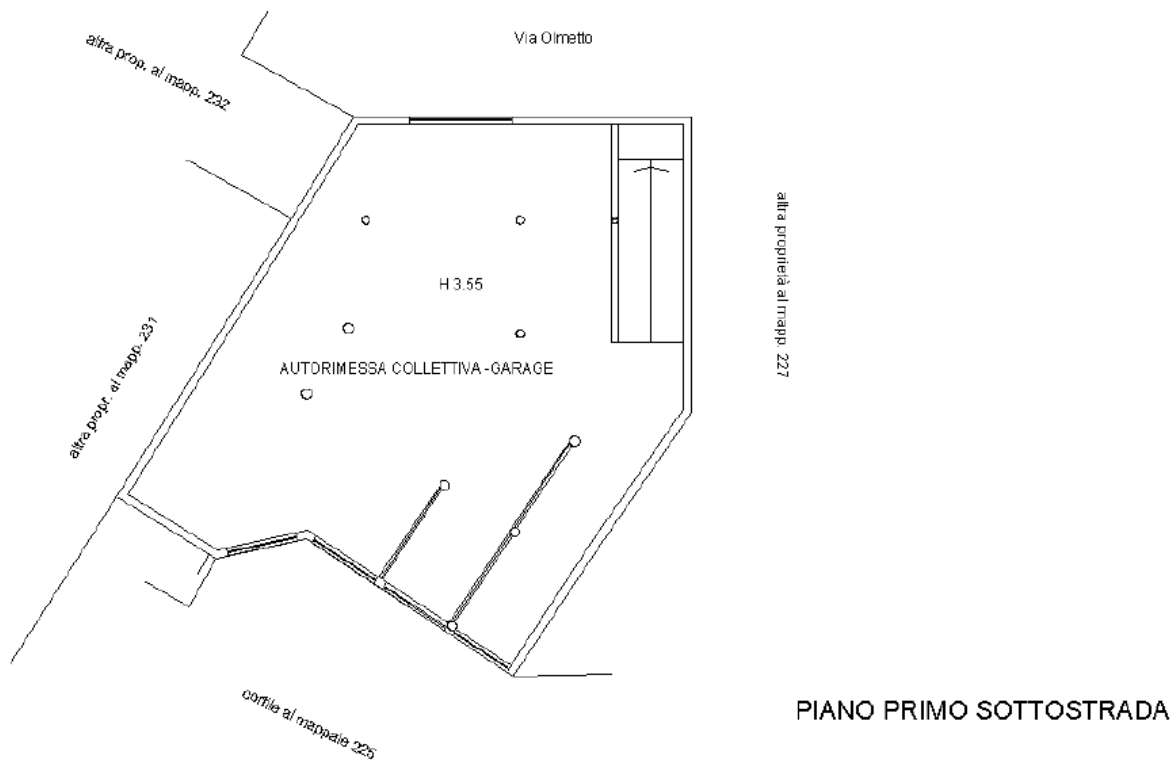 Via Olmetto
altra prop. al mapp. 232
altra proprietà al mapp. 227
H 3.55
altra propr. al mapp. 231
AUTORIMESSA COLLETTIVA-GARAGE
cortile al mappale 225
PIANO PRIMO SOTTOSTRADA